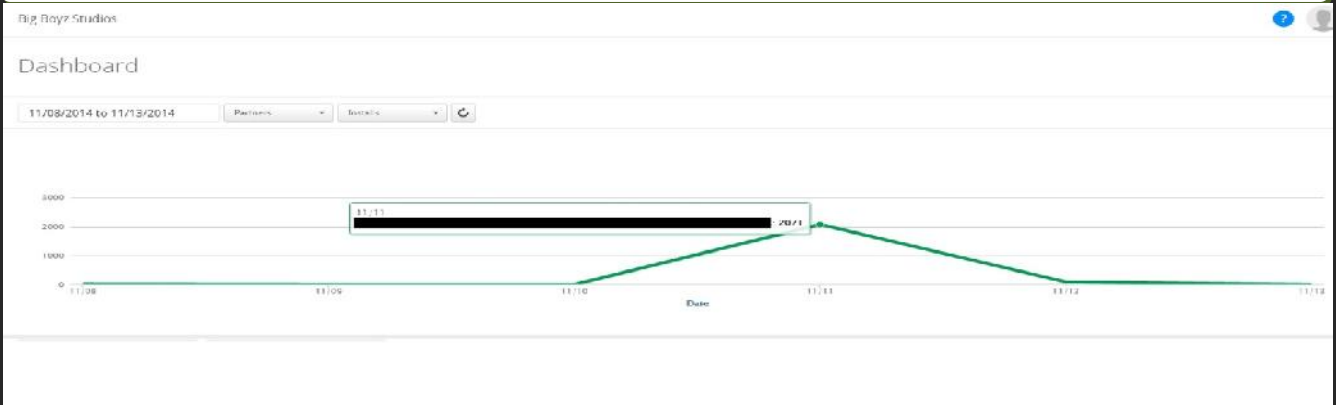 Big Boyz Studios
?
Dashboard
11/08/2014 to 11/13/2014 Partners Installs
3000
11/11
: 2071
2000
1000
0
11/08 11/09 11/10 11/11 11/12 11/13
Date